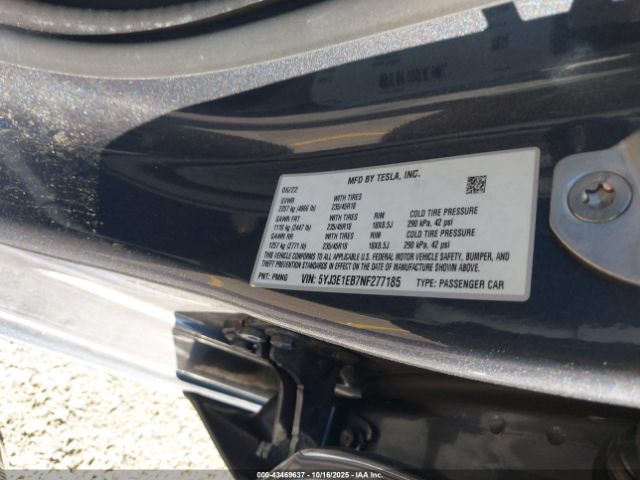 MFD BY TESLA, INC.
06/22
GVWR WITH TIRES
2207 kg (4866 lb) 235/45R18
GAWR FRT WITH TIRES RIM COLD TIRE PRESSURE
1110 kg (2447 lb) 235/45R18 18X8.5J 290 kPa, 42 psi
GAWR RR WITH TIRES RIM COLD TIRE PRESSURE
1257 kg (2771 lb) 235/45R18 18X8.5J 290 kPa, 42 psi
THIS VEHICLE CONFORMS TO ALL APPLICABLE U.S. FEDERAL MOTOR VEHICLE SAFETY, BUMPER, AND
THEFT PREVENTION STANDARDS IN EFFECT ON THE DATE OF MANUFACTURE SHOWN ABOVE.
PNT: PMNG VIN: 5YJ3E1EB7NF277185 TYPE: PASSENGER CAR
000-43469637 - 10/16/2025 - IAAI.COM